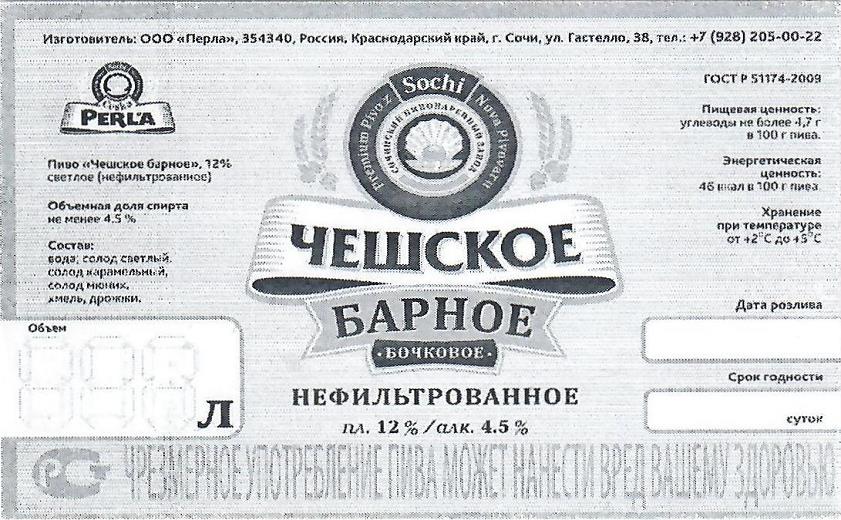 Изготовитель: ООО «Перла», 354340, Россия, Краснодарский край, г. Сочи, ул. Гастелло, 38, тел.: +7 (928) 205-00-22
Česka
PERLA
Пиво «Чешское барное», 12%
светлое (нефильтрованное)
Объемная доля спирта
не менее 4.5 %
Состав:
вода, солод светлый,
солод карамельный,
солод мюних,
хмель, дрожжи.
Объем
л
Sochi
Premium Pivo z
Nova Pivovar u
СОЧИНСКИЙ ПИВОВАРЕННЫЙ ЗАВОД
ЧЕШСКОЕ
БАРНОЕ
·БОЧКОВОЕ·
НЕФИЛЬТРОВАННОЕ
пл. 12 % /алк. 4.5 %
ГОСТ Р 51174-2009
Пищевая ценность:
углеводы не более 4,7 г
в 100 г пива.
Энергетическая
ценность:
46 ккал в 100 г пива.
Хранение
при температуре
от +2°С до +5°С
Дата розлива
Срок годности
суток
РСТ
ЧРЕЗМЕРНОЕ УПОТРЕБЛЕНИЕ ПИВА МОЖЕТ НАНЕСТИ ВРЕД ВАШЕМУ ЗДОРОВЬЮ